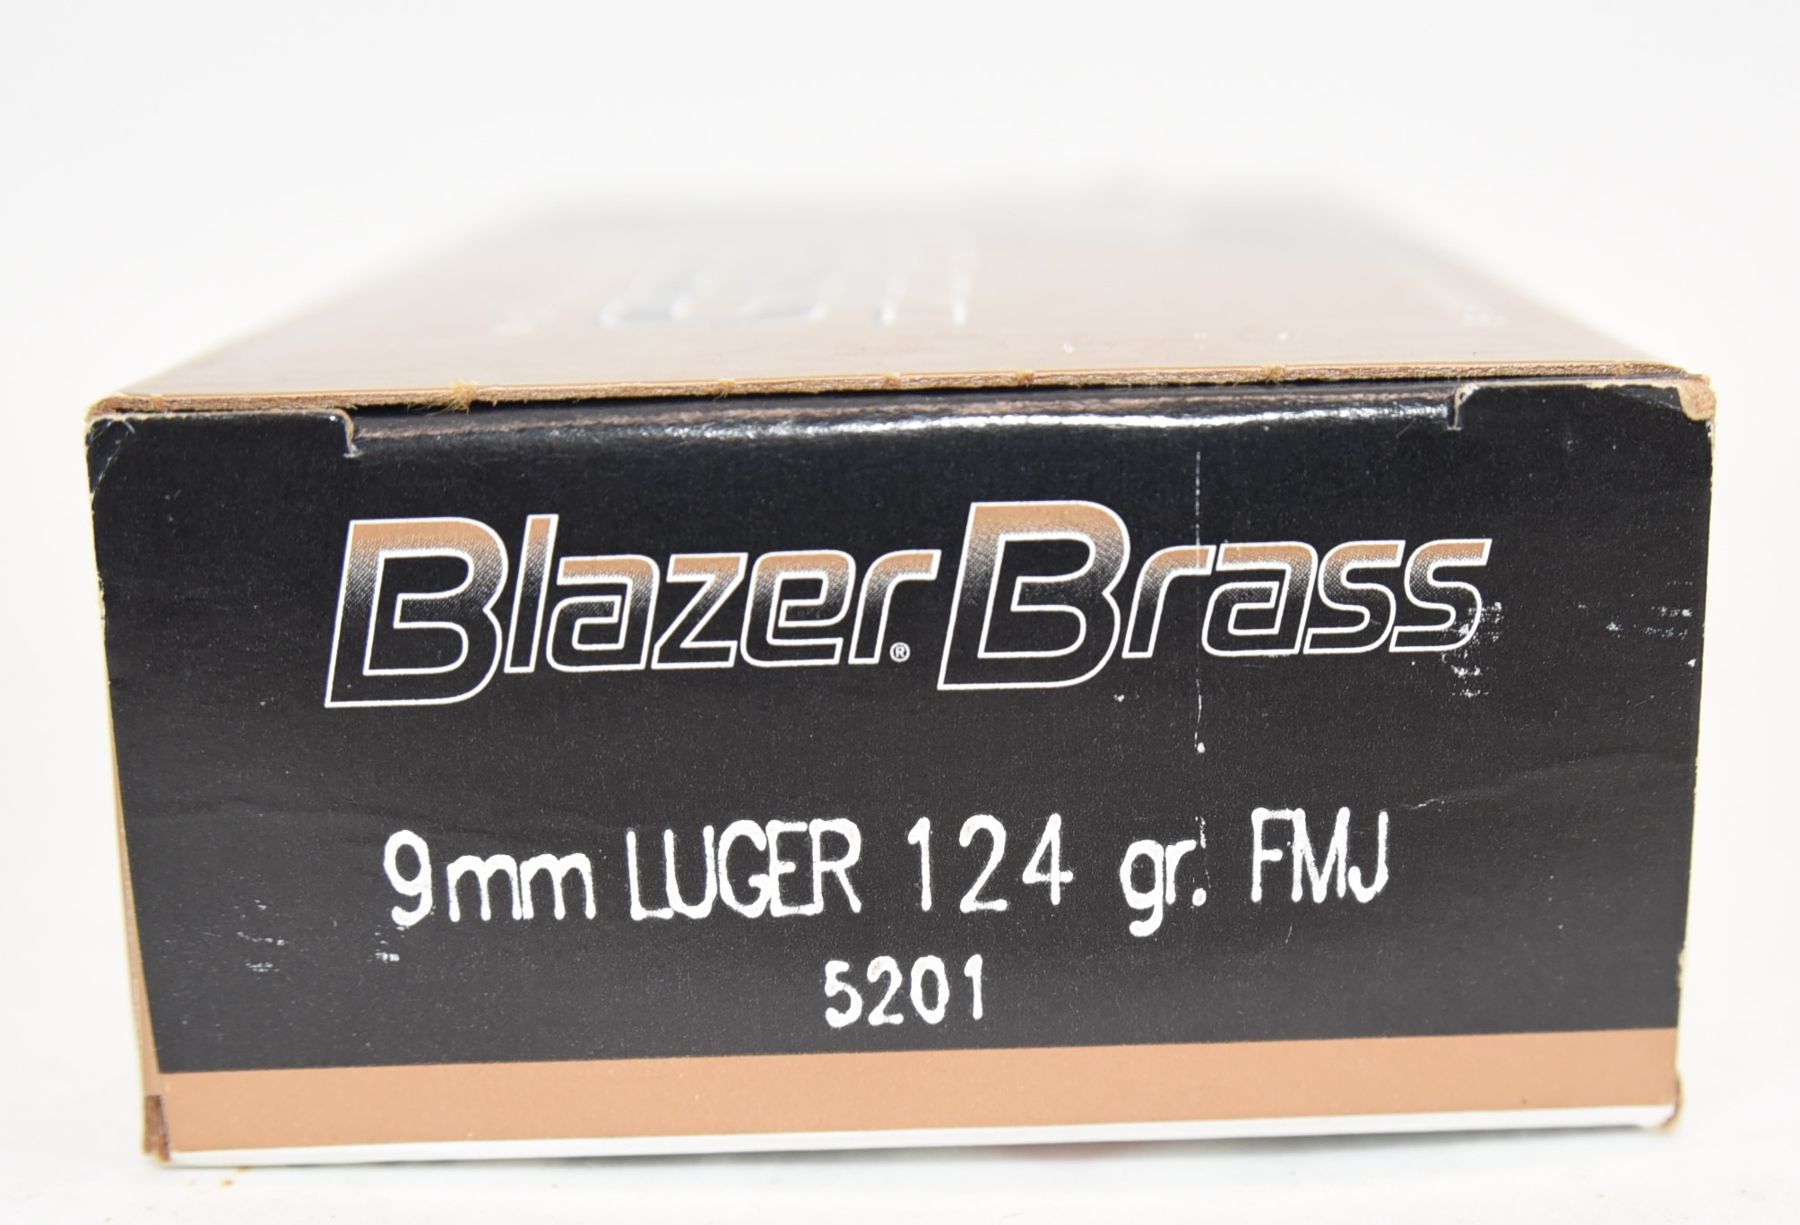 Blazer® Brass
9mm LUGER 124 gr. FMJ
5201